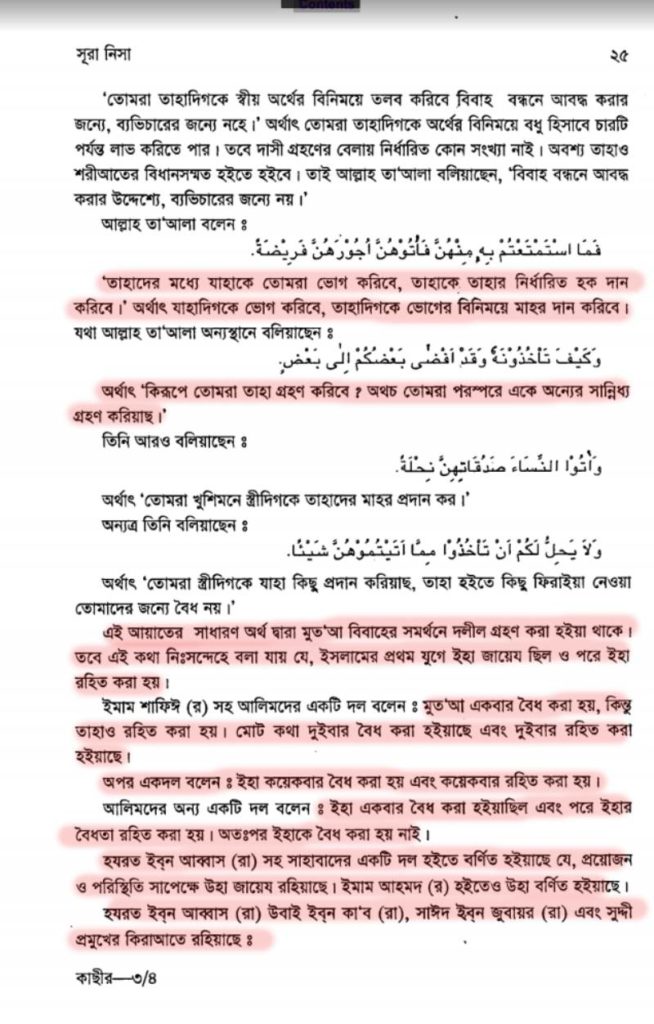 Contents
সূরা নিসা ২৫
‘তোমরা তাহাদিগকে স্বীয় অর্থের বিনিময়ে তলব করিবে বিবাহ বন্ধনে আবদ্ধ করার
জন্যে, ব্যভিচারের জন্যে নহে।’ অর্থাৎ তোমরা তাহাদিগকে অর্থের বিনিময়ে বধু হিসাবে চারটি
পর্যন্ত লাভ করিতে পার। তবে দাসী গ্রহণের বেলায় নির্ধারিত কোন সংখ্যা নাই। অবশ্য তাহাও
শরীআতের বিধানসম্মত হইতে হইবে। তাই আল্লাহ তা‘আলা বলিয়াছেন, ‘বিবাহ বন্ধনে আবদ্ধ
করার উদ্দেশ্যে, ব্যভিচারের জন্যে নয়।’
আল্লাহ তা‘আলা বলেন ঃ
فَمَا اسْتَمْتَعْتُمْ بِهِ مِنْهُنَّ فَأْتُوْهُنَّ أُجُوْرَهُنَّ فَرِيْضَةً.
‘তাহাদের মধ্যে যাহাকে তোমরা ভোগ করিবে, তাহাকে তাহার নির্ধারিত হক দান
করিবে।’ অর্থাৎ যাহাদিগকে ভোগ করিবে, তাহাদিগকে ভোগের বিনিময়ে মাহর দান করিবে।
যথা আল্লাহ তা‘আলা অন্যস্থানে বলিয়াছেন ঃ
وَكَيْفَ تَأْخُذُوْنَهٗ وَقَدْ اَفْضٰى بَعْضُكُمْ اِلٰى بَعْضٍ.
অর্থাৎ ‘কিরূপে তোমরা তাহা গ্রহণ করিবে ? অথচ তোমরা পরস্পরে একে অন্যের সান্নিধ্য
গ্রহণ করিয়াছ।’
তিনি আরও বলিয়াছেন ঃ
وَاٰتُوْا النِّسَاءَ صَدُقَاتِهِنَّ نِحْلَةً.
অর্থাৎ ‘তোমরা খুশিমনে স্ত্রীদিগকে তাহাদের মাহর প্রদান কর।’
অন্যত্র তিনি বলিয়াছেন ঃ
وَلاَ يَحِلُّ لَكُمْ اَنْ تَأْخُذُوْا مِمَّا اٰتَيْتُمُوْهُنَّ شَيْئًا.
অর্থাৎ ‘তোমরা স্ত্রীদিগকে যাহা কিছু প্রদান করিয়াছ, তাহা হইতে কিছু ফিরাইয়া নেওয়া
তোমাদের জন্যে বৈধ নয়।’
এই আয়াতের সাধারণ অর্থ দ্বারা মুত‘আ বিবাহের সমর্থনে দলীল গ্রহণ করা হইয়া থাকে।
তবে এই কথা নিঃসন্দেহে বলা যায় যে, ইসলামের প্রথম যুগে ইহা জায়েয ছিল ও পরে ইহা
রহিত করা হয়।
ইমাম শাফিঈ (র) সহ আলিমদের একটি দল বলেন ঃ মুত‘আ একবার বৈধ করা হয়, কিন্তু
তাহাও রহিত করা হয়। মোট কথা দুইবার বৈধ করা হইয়াছে এবং দুইবার রহিত করা
হইয়াছে।
অপর একদল বলেন ঃ ইহা কয়েকবার বৈধ করা হয় এবং কয়েকবার রহিত করা হয়।
আলিমদের অন্য একটি দল বলেন ঃ ইহা একবার বৈধ করা হইয়াছিল এবং পরে ইহার
বৈধতা রহিত করা হয়। অতঃপর ইহাকে বৈধ করা হয় নাই।
হযরত ইব্‌ন আব্বাস (রা) সহ সাহাবাদের একটি দল হইতে বর্ণিত হইয়াছে যে, প্রয়োজন
ও পরিস্থিতি সাপেক্ষে উহা জায়েয রহিয়াছে। ইমাম আহমদ (র) হইতেও উহা বর্ণিত হইয়াছে।
হযরত ইব্‌ন আব্বাস (রা) উবাই ইব্‌ন কা‘ব (রা), সাঈদ ইব্‌ন জুবায়র (রা) এবং সুদ্দী
প্রমুখের কিরাআতে রহিয়াছে ঃ
কাছীর—৩/৪